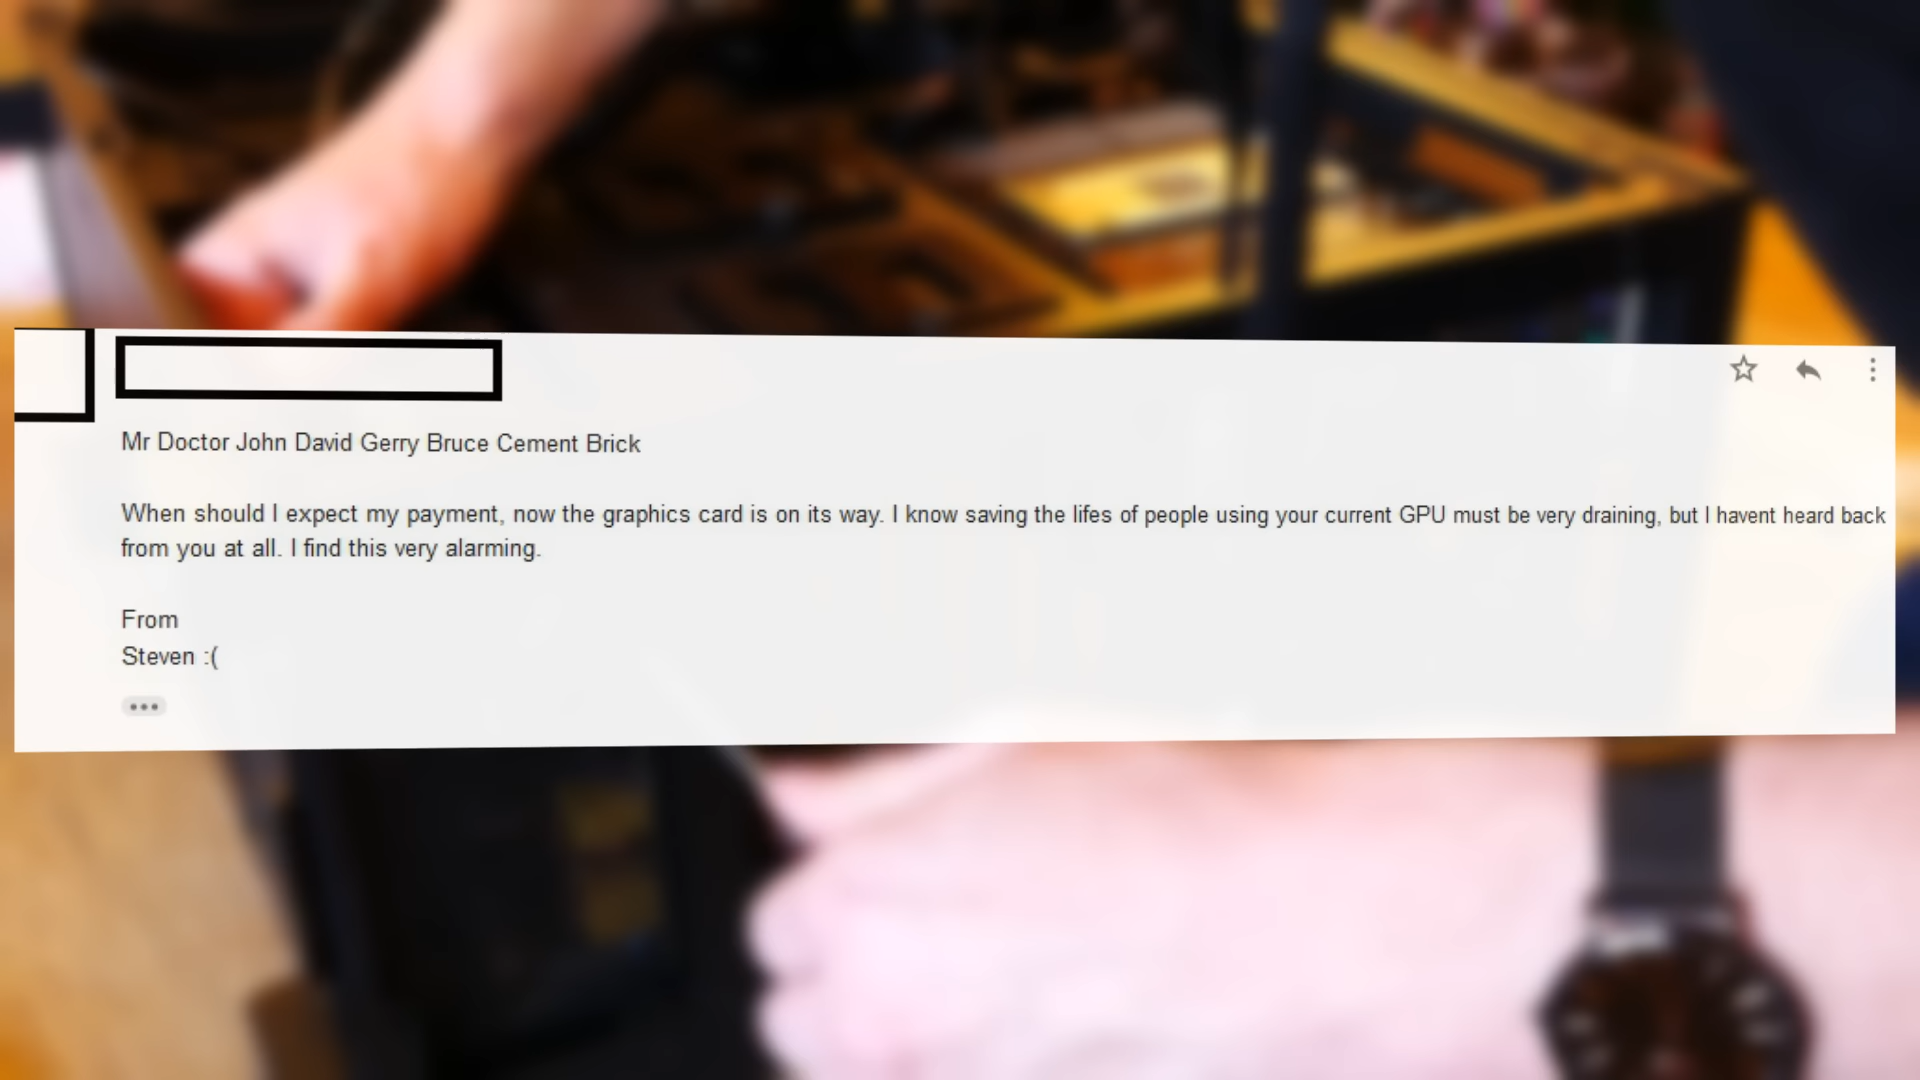 Mr Doctor John David Gerry Bruce Cement Brick
When should I expect my payment, now the graphics card is on its way. I know saving the lifes of people using your current GPU must be very draining, but I havent heard back
from you at all. I find this very alarming.
From
Steven :(